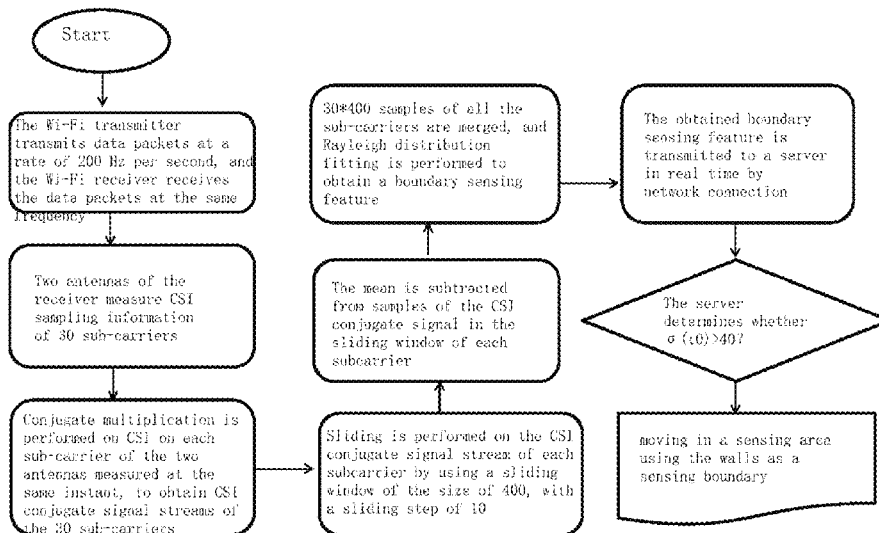 Start
The Wi-Fi transmitter
transmits data packets at a
rate of 200 Hz per second, and
the Wi-Fi receiver receives
the data packets at the same
frequency
Two antennas of the
receiver measure CSI
sampling information
of 30 sub-carriers
Conjugate multiplication is
performed on CSI on each
sub-carrier of the two
antennas measured at the
same instant, to obtain CSI
conjugate signal streams of
the 30 sub-carriers
Sliding is performed on the CSI
conjugate signal stream of each
subcarrier by using a sliding
window of the size of 400, with
a sliding step of 10
The mean is subtracted
from samples of the CSI
conjugate signal in the
sliding window of each
subcarrier
30*400 samples of all the
sub-carriers are merged, and
Rayleigh distribution
fitting is performed to
obtain a boundary sensing
feature
The obtained boundary
sensing feature is
transmitted to a server
in real time by
network connection
The server
determines whether
σ (t0)>40?
moving in a sensing area
using the walls as a
sensing boundary